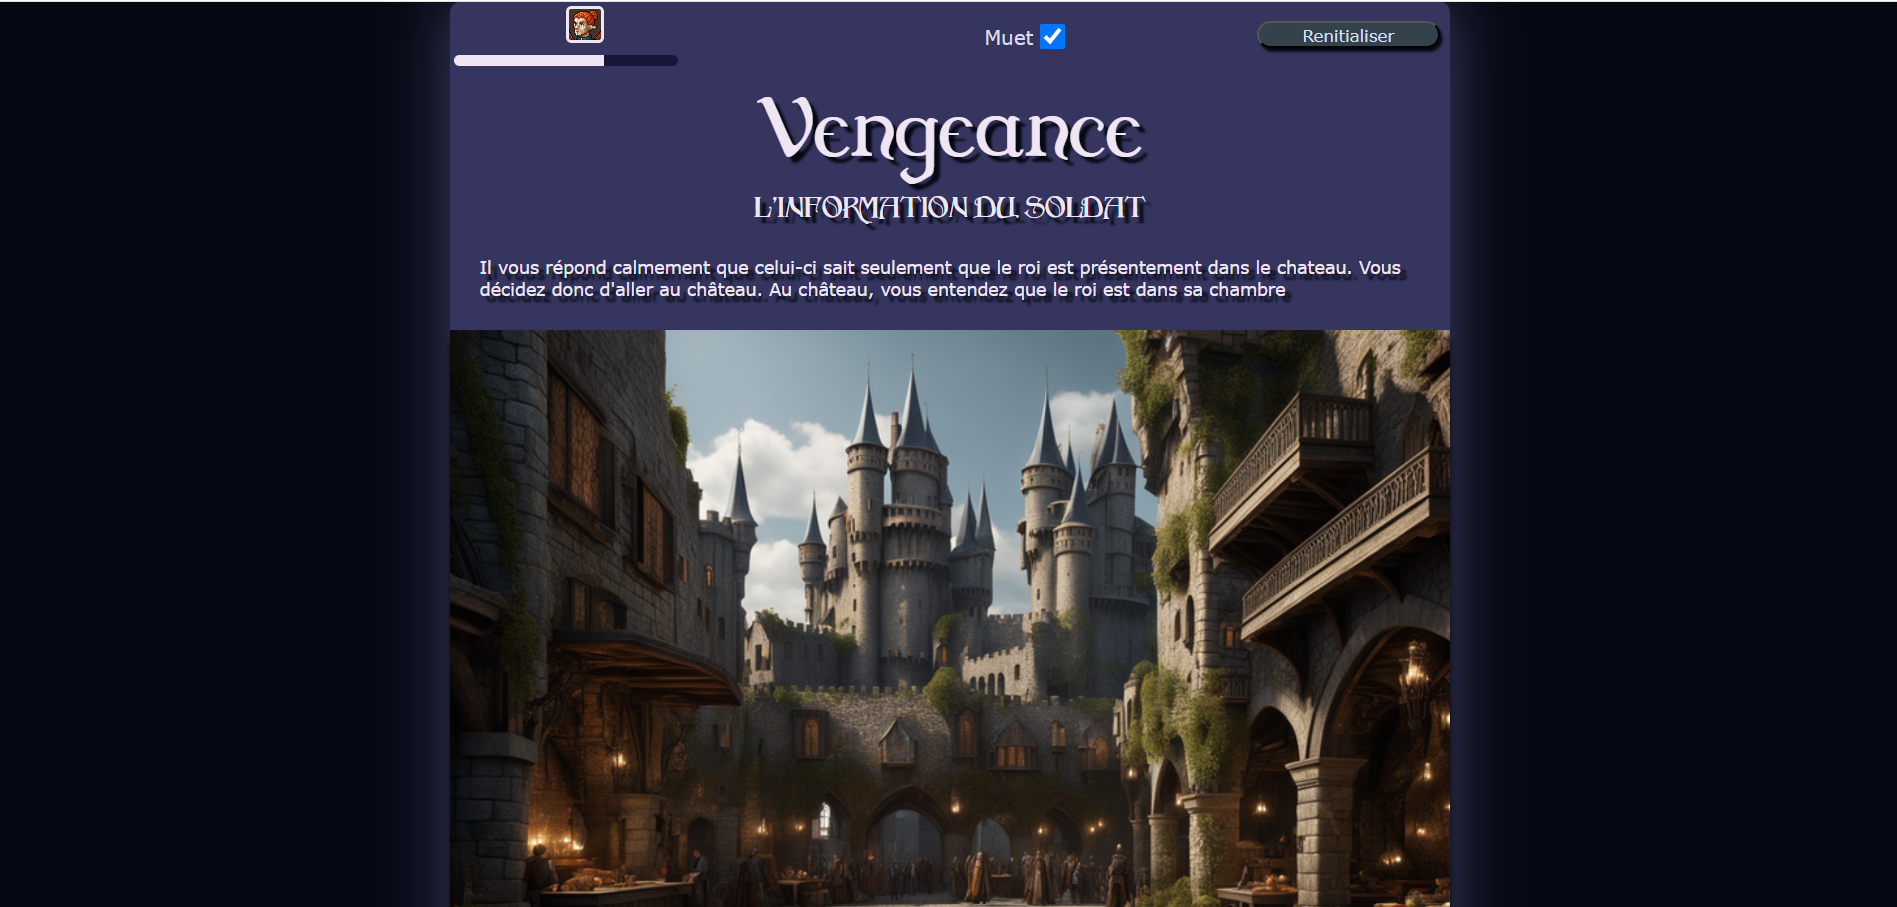 Muet
Renitialiser
Vengeance
L'INFORMATION DU SOLDAT
Il vous répond calmement que celui-ci sait seulement que le roi est présentement dans le chateau. Vous
décidez donc d'aller au château. Au château, vous entendez que le roi est dans sa chambre